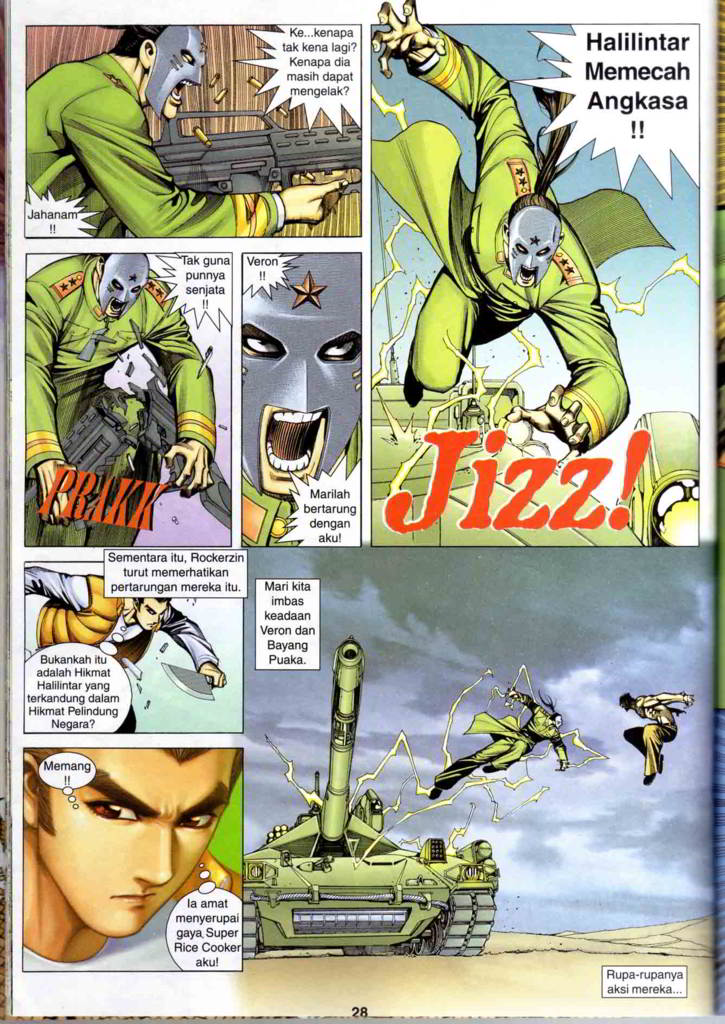 Ke...kenapa
tak kena lagi?
Kenapa dia
masih dapat
mengelak?
Jahanam
!!
Halilintar
Memecah
Angkasa
!!
Jizz!
Tak guna
punnya
senjata
!!
PRAKK
Veron
!!
Marilah
bertarung
dengan
aku!
Sementara itu, Rockerzin
turut memerhatikan
pertarungan mereka itu.
Bukankah itu
adalah Hikmat
Halilintar yang
terkandung dalam
Hikmat Pelindung
Negara?
Mari kita
imbas
keadaan
Veron dan
Bayang
Puaka.
Memang
!!
Ia amat
menyerupai
gaya Super
Rice Cooker
aku!
Rupa-rupanya
aksi mereka...
28